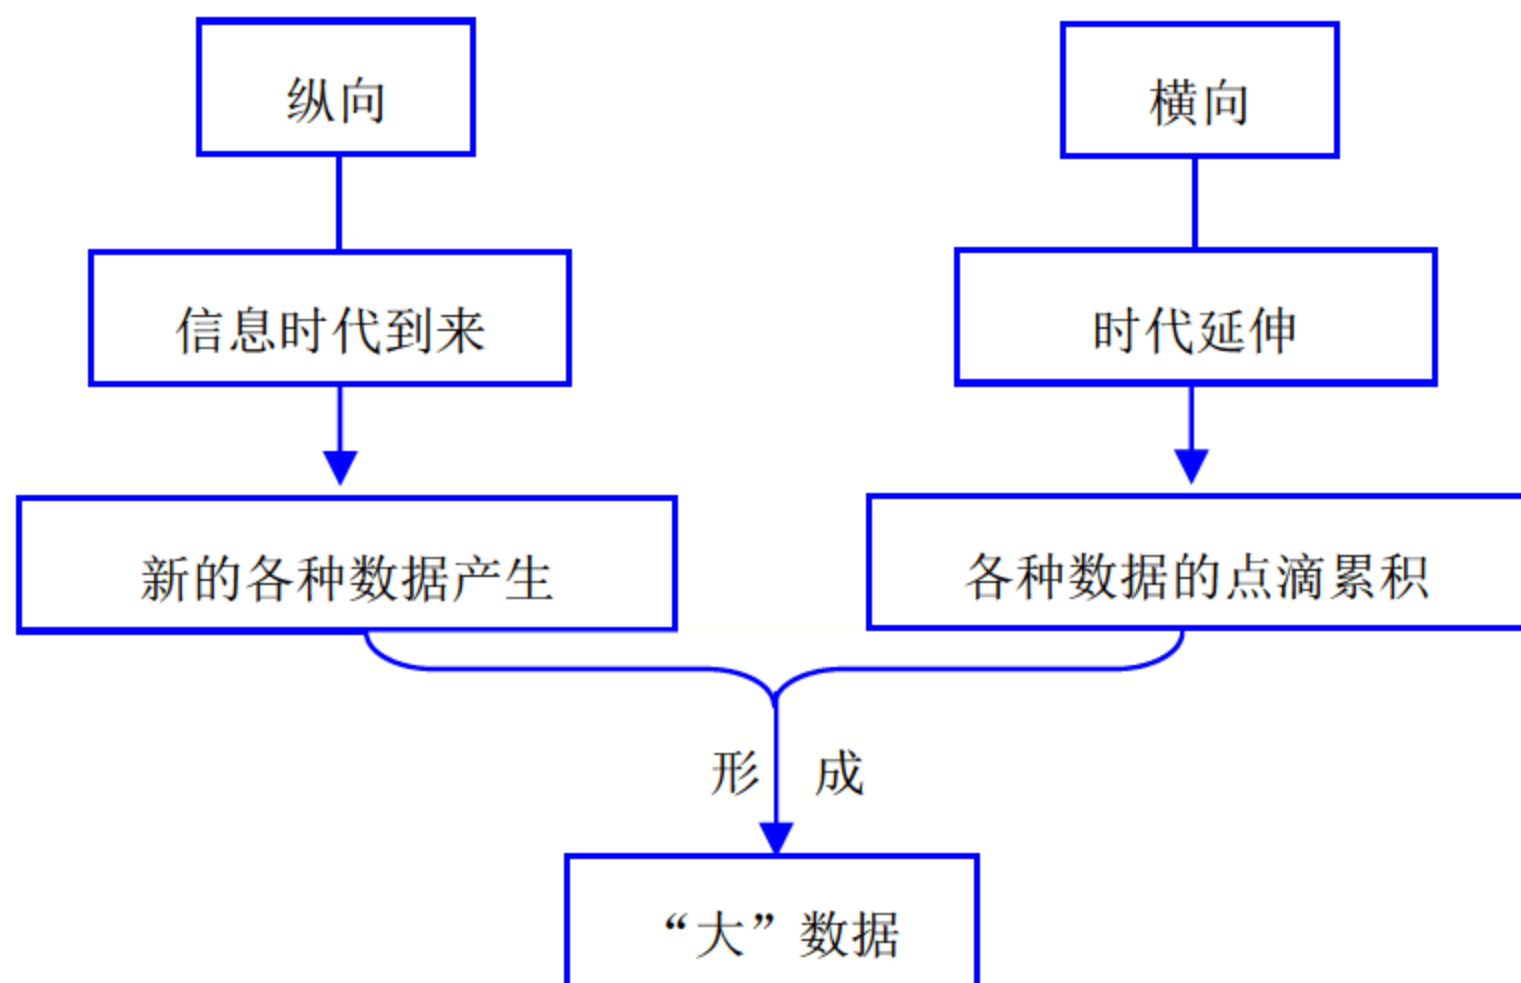 纵向
横向
信息时代到来
时代延伸
新的各种数据产生
各种数据的点滴累积
形 成
“大”数据